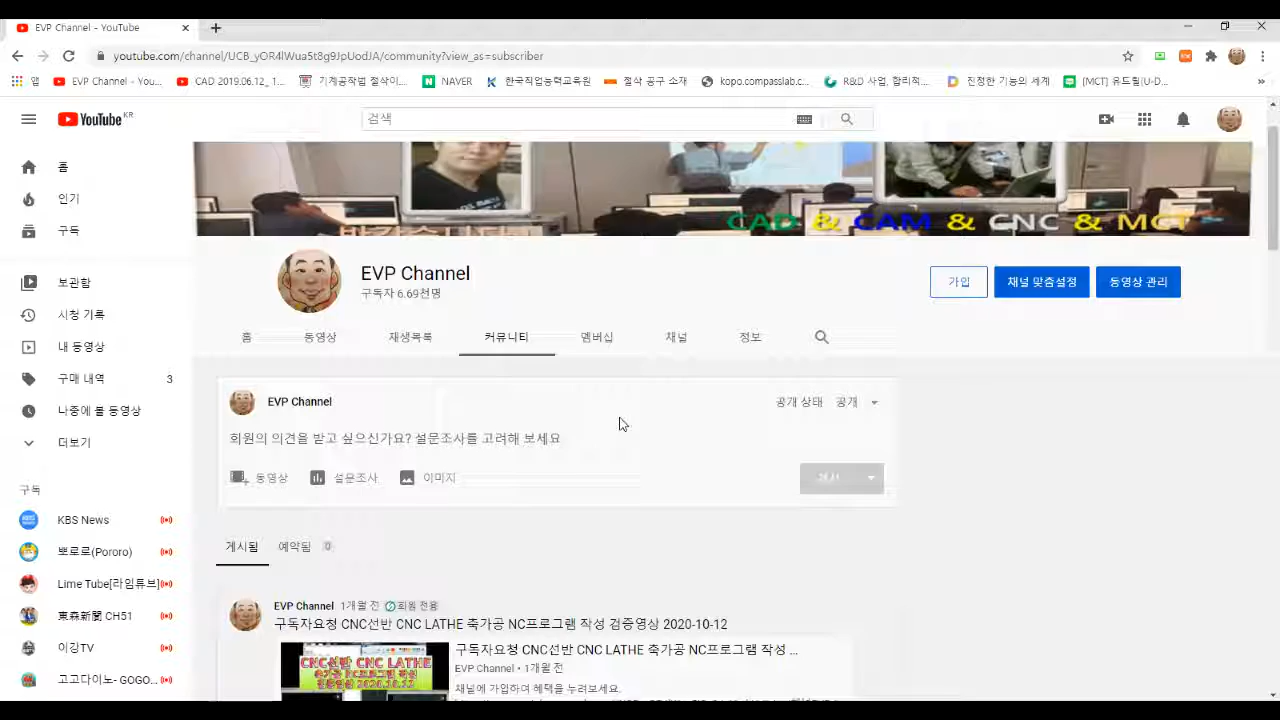 EVP Channel - YouTube
youtube.com/channel/UCB_yOR4lWua5t8g9JpUodJA/community?view_as=subscriber
앱
EVP Channel - You...
CAD 2019.06.12_ 1...
기계공작법 절삭이...
NAVER
한국직업능력교육원
절삭 공구 소재
kopo.compasslab.c...
R&D 사업, 합리적...
진정한 기능의 세계
[MCT] 유드릴(U-D...
YouTube KR
검색
홈
인기
구독
보관함
시청 기록
내 동영상
구매 내역 3
나중에 볼 동영상
더보기
구독
KBS News
뽀로로(Pororo)
Lime Tube[라임튜브]
東森新聞 CH51
이강TV
고고다이노- GOGO...
CAD & CAM & CNC & MCT
EVP Channel
구독자 6.69천명
가입
채널 맞춤설정
동영상 관리
홈
동영상
재생목록
커뮤니티
멤버십
채널
정보
EVP Channel
공개 상태 공개
회원의 의견을 받고 싶으신가요? 설문조사를 고려해 보세요
동영상
설문조사
이미지
게시
게시됨
예약됨 0
EVP Channel 1개월 전 회원 전용
구독자요청 CNC선반 CNC LATHE 축가공 NC프로그램 작성 검증영상 2020-10-12
CNC선반 CNC LATHE
구독자요청 CNC선반 CNC LATHE 축가공 NC프로그램 작성 ...
EVP Channel • 1개월 전
채널에 가입하여 혜택을 누려보세요.